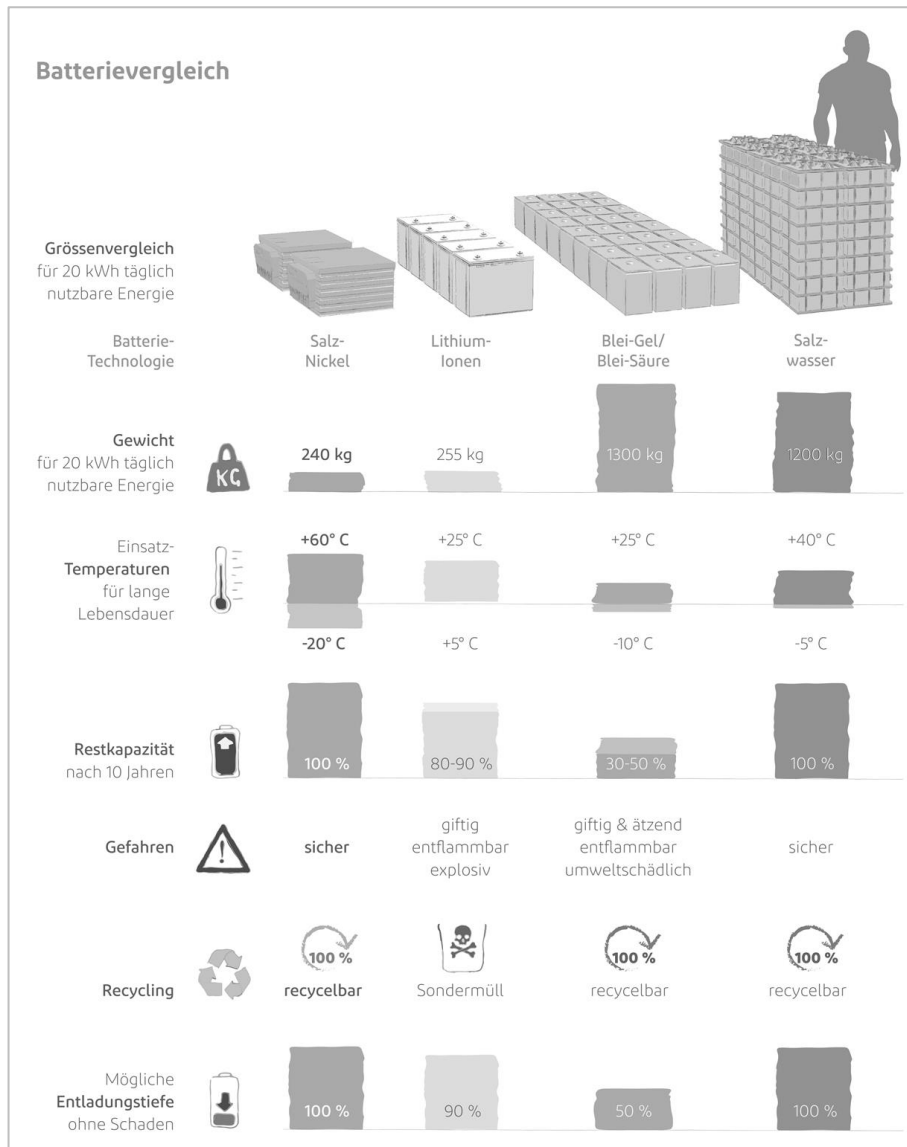 Batterievergleich
Grössenvergleich
für 20 kWh täglich
nutzbare Energie
Batterie-
Technologie
Salz-
Nickel
Lithium-
Ionen
Blei-Gel/
Blei-Säure
Salz-
wasser
Gewicht
für 20 kWh täglich
nutzbare Energie
KG
240 kg
255 kg
1300 kg
1200 kg
Einsatz-
Temperaturen
für lange
Lebensdauer
+60° C
+25° C
+25° C
+40° C
-20° C
+5° C
-10° C
-5° C
Restkapazität
nach 10 Jahren
100 %
80-90 %
30-50 %
100 %
Gefahren
sicher
giftig
entflammbar
explosiv
giftig & ätzend
entflammbar
umweltschädlich
sicher
Recycling
100 %
recycelbar
Sondermüll
100 %
recycelbar
100 %
recycelbar
Mögliche
Entladungstiefe
ohne Schaden
100 %
90 %
50 %
100 %